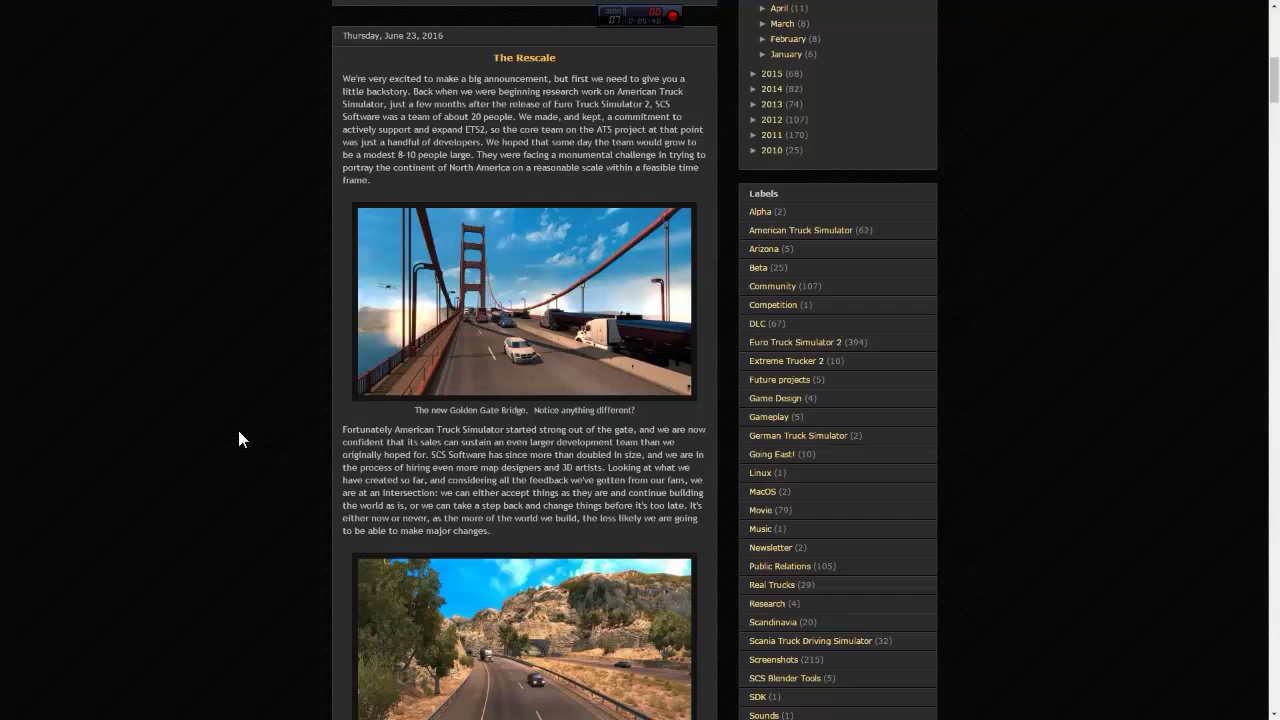 Thursday, June 23, 2016
The Rescale
We're very excited to make a big announcement, but first we need to give you a
little backstory. Back when we were beginning research work on American Truck
Simulator, just a few months after the release of Euro Truck Simulator 2, SCS
Software was a team of about 20 people. We made, and kept, a commitment to
actively support and expand ETS2, so the core team on the ATS project at that point
was just a handful of developers. We hoped that some day the team would grow to
be a modest 8-10 people large. They were facing a monumental challenge in trying to
portray the continent of North America on a reasonable scale within a feasible time
frame.
The new Golden Gate Bridge. Notice anything different?
Fortunately American Truck Simulator started strong out of the gate, and we are now
confident that its sales can sustain an even larger development team than we
originally hoped for. SCS Software has since more than doubled in size, and we are in
the process of hiring even more map designers and 3D artists. Looking at what we
have created so far, and considering all the feedback we've gotten from our fans, we
are at an intersection: we can either accept things as they are and continue building
the world as is, or we can take a step back and change things before it's too late. It's
either now or never, as the more of the world we build, the less likely we are going
to be able to make major changes.
► April (11)
► March (8)
► February (8)
► January (6)
► 2015 (68)
► 2014 (82)
► 2013 (74)
► 2012 (107)
► 2011 (170)
► 2010 (25)
Labels
Alpha (2)
American Truck Simulator (62)
Arizona (5)
Beta (25)
Community (107)
Competition (1)
DLC (67)
Euro Truck Simulator 2 (394)
Extreme Trucker 2 (10)
Future projects (5)
Game Design (4)
Gameplay (5)
German Truck Simulator (2)
Going East! (10)
Linux (1)
MacOS (2)
Movie (79)
Music (1)
Newsletter (2)
Public Relations (105)
Real Trucks (29)
Research (4)
Scandinavia (20)
Scania Truck Driving Simulator (32)
Screenshots (215)
SCS Blender Tools (5)
SDK (1)
Sounds (1)